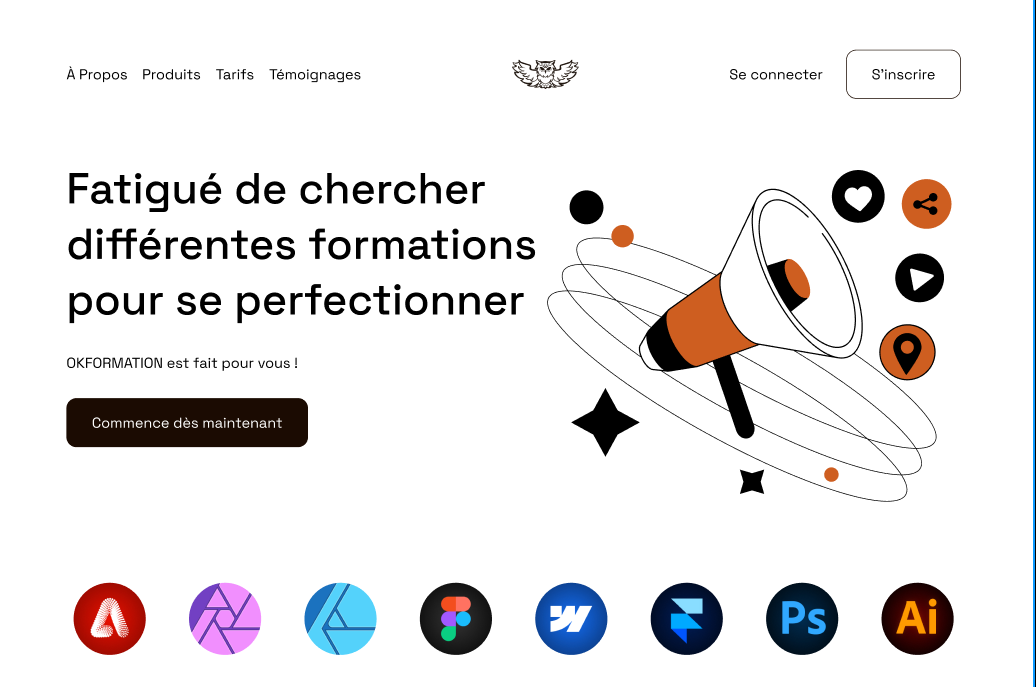 À Propos Produits Tarifs Témoignages Se connecter S'inscrire
Fatigué de chercher
différentes formations
pour se perfectionner
OKFORMATION est fait pour vous !
Commence dès maintenant
Ps Ai